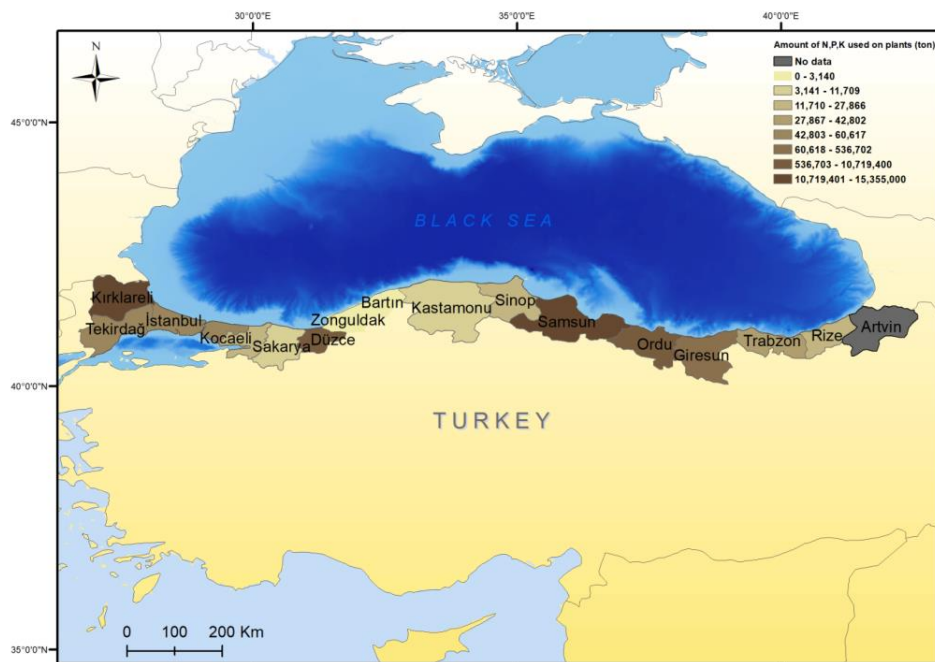 30°0'0"E
35°0'0"E
40°0'0"E
N
Amount of N,P,K used on plants (ton)
No data
0 - 3,140
3,141 - 11,709
11,710 - 27,866
27,867 - 42,802
42,803 - 60,617
60,618 - 536,702
536,703 - 10,719,400
10,719,401 - 15,355,000
45°0'0"N
BLACK SEA
Kırklareli
Tekirdağ
İstanbul
Kocaeli
Sakarya
Düzce
Zonguldak
Bartın
Kastamonu
Sinop
Samsun
Ordu
Giresun
Trabzon
Rize
Artvin
40°0'0"N
TURKEY
35°0'0"N
0 100 200 Km